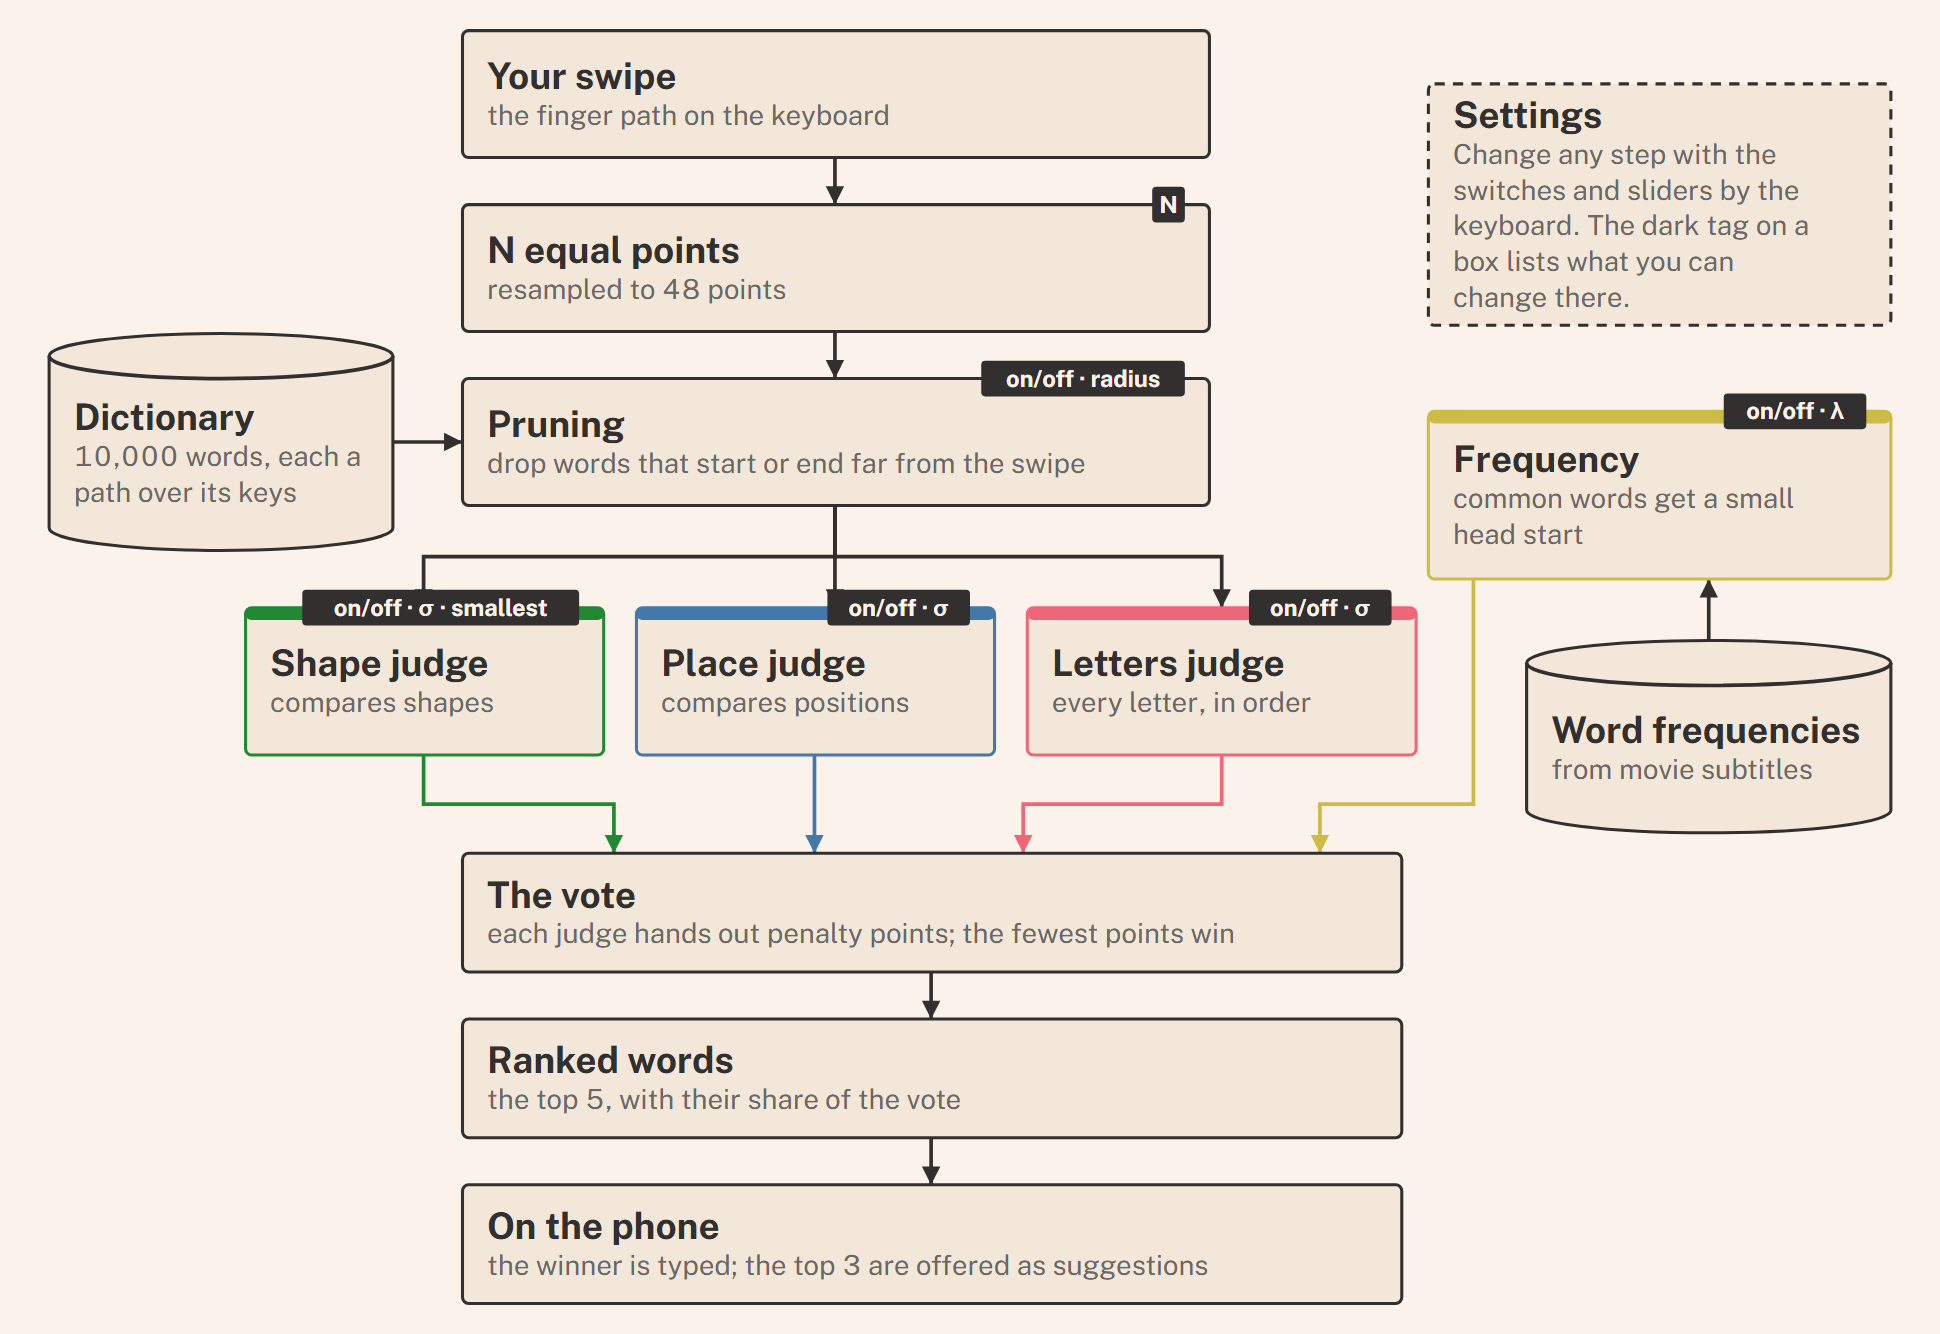 Your swipe
the finger path on the keyboard
Settings
Change any step with the
switches and sliders by the
keyboard. The dark tag on a
box lists what you can
change there.
N
N equal points
resampled to 48 points
Dictionary
10,000 words, each a
path over its keys
on/off · radius
Pruning
drop words that start or end far from the swipe
on/off · λ
Frequency
common words get a small
head start
on/off · σ · smallest
Shape judge
compares shapes
on/off · σ
Place judge
compares positions
on/off · σ
Letters judge
every letter, in order
Word frequencies
from movie subtitles
The vote
each judge hands out penalty points; the fewest points win
Ranked words
the top 5, with their share of the vote
On the phone
the winner is typed; the top 3 are offered as suggestions